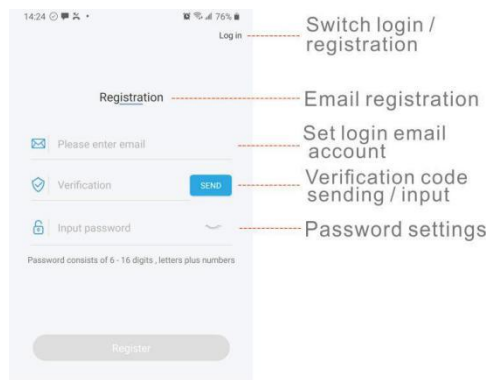 14:24
76%
Log in
Switch login /
registration
Registration
Email registration
Please enter email
Set login email
account
Verification
SEND
Verification code
sending / input
Input password
Password settings
Password consists of 6 - 16 digits , letters plus numbers
Register